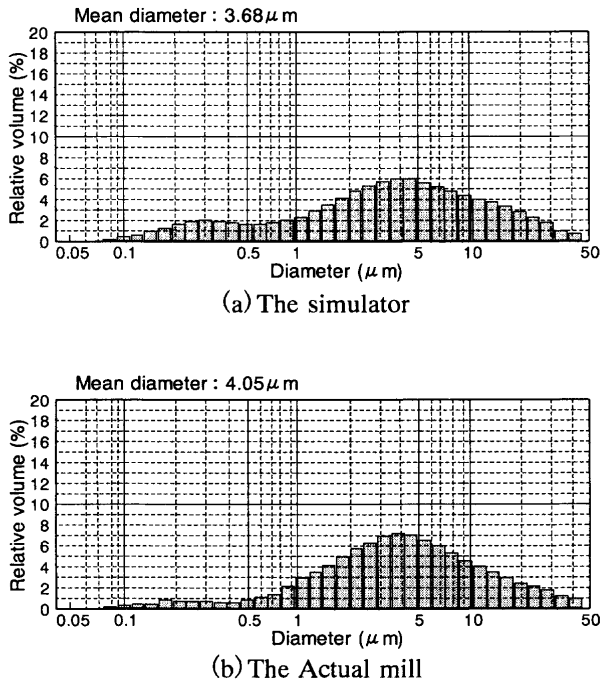 Mean diameter : 3.68μm
Relative volume (%)
20
18
16
14
12
10
8
6
4
2
0
0.05 0.1 0.5 1 5 10 50
Diameter (μm)
(a) The simulator
Mean diameter : 4.05μm
Relative volume (%)
20
18
16
14
12
10
8
6
4
2
0
0.05 0.1 0.5 1 5 10 50
Diameter (μm)
(b) The Actual mill